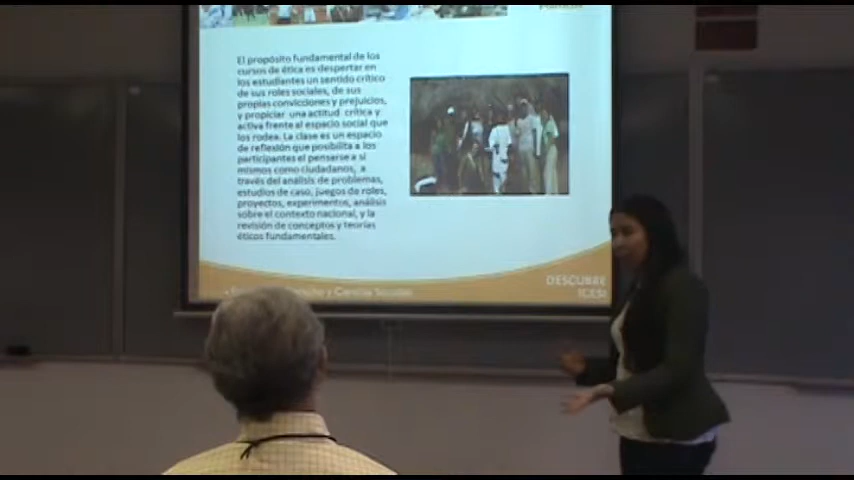 El propósito fundamental de los
cursos de ética es despertar en
los estudiantes un sentido crítico
de sus roles sociales, de sus
propias convicciones y prejuicios,
y propiciar una actitud crítica y
activa frente al espacio social que
los rodea. La clase es un espacio
de reflexión que posibilita a los
participantes el pensarse a sí
mismos como ciudadanos, a
través del análisis de problemas,
estudios de caso, juegos de roles,
proyectos, experimentos, análisis
sobre el contexto nacional, y la
revisión de conceptos y teorías
éticos fundamentales.
DESCUBRE
ICESI
y Ciencias Sociales